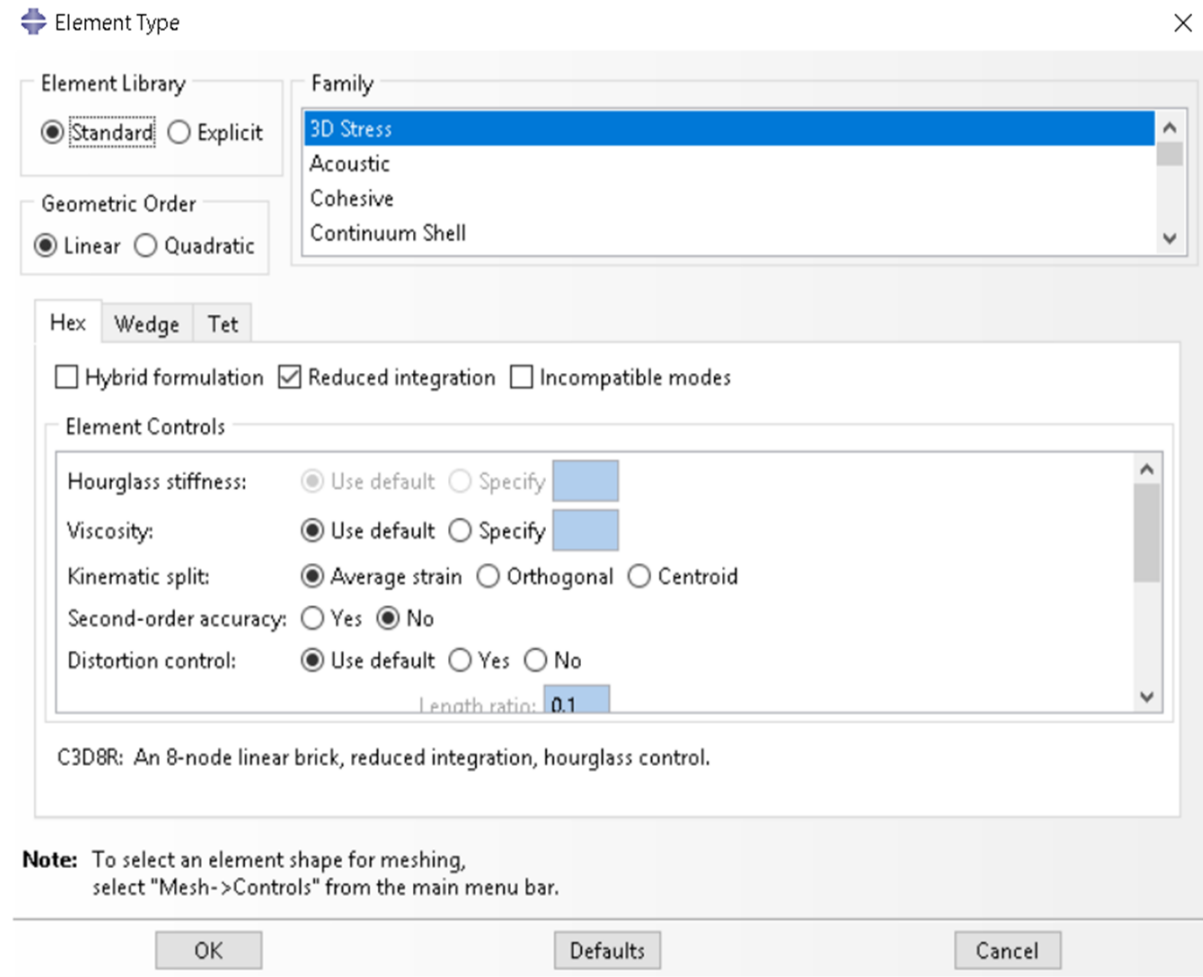 Element Type
Element Library
Standard Explicit
Geometric Order
Linear Quadratic
Family
3D Stress
Acoustic
Cohesive
Continuum Shell
Hex Wedge Tet
Hybrid formulation Reduced integration Incompatible modes
Element Controls
Hourglass stiffness: Use default Specify
Viscosity: Use default Specify
Kinematic split: Average strain Orthogonal Centroid
Second-order accuracy: Yes No
Distortion control: Use default Yes No
Length ratio: 0.1
C3D8R: An 8-node linear brick, reduced integration, hourglass control.
Note: To select an element shape for meshing,
select "Mesh->Controls" from the main menu bar.
OK Defaults Cancel